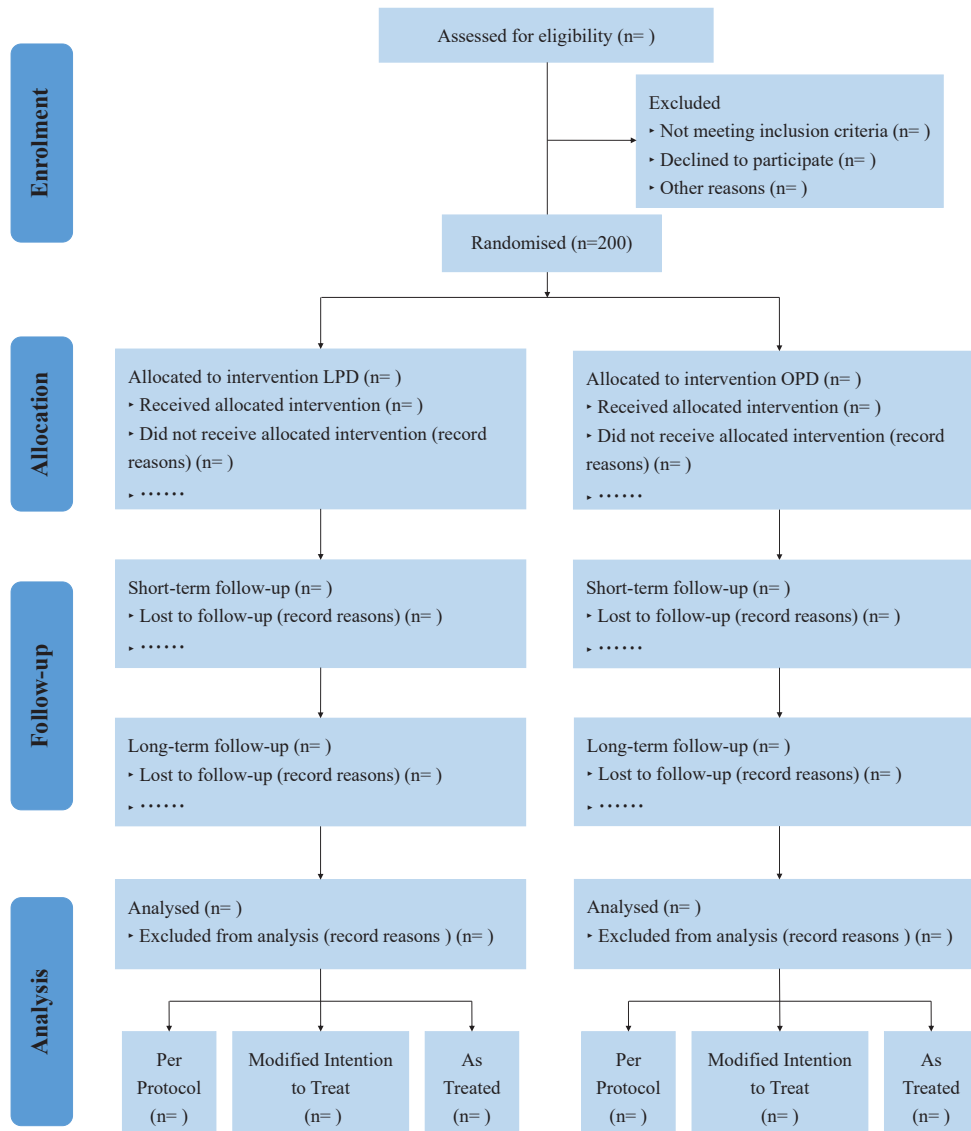 Enrolment
Assessed for eligibility (n= )
Excluded
‣ Not meeting inclusion criteria (n= )
‣ Declined to participate (n= )
‣ Other reasons (n= )
Randomised (n=200)
Allocation
Allocated to intervention LPD (n= )
‣ Received allocated intervention (n= )
‣ Did not receive allocated intervention (record
reasons) (n= )
‣ ······
Allocated to intervention OPD (n= )
‣ Received allocated intervention (n= )
‣ Did not receive allocated intervention (record
reasons) (n= )
‣ ······
Follow-up
Short-term follow-up (n= )
‣ Lost to follow-up (record reasons) (n= )
‣ ······
Short-term follow-up (n= )
‣ Lost to follow-up (record reasons) (n= )
‣ ······
Long-term follow-up (n= )
‣ Lost to follow-up (record reasons) (n= )
‣ ······
Long-term follow-up (n= )
‣ Lost to follow-up (record reasons) (n= )
‣ ······
Analysis
Analysed (n= )
‣ Excluded from analysis (record reasons ) (n= )
Analysed (n= )
‣ Excluded from analysis (record reasons ) (n= )
Per
Protocol
(n= )
Modified Intention
to Treat
(n= )
As
Treated
(n= )
Per
Protocol
(n= )
Modified Intention
to Treat
(n= )
As
Treated
(n= )